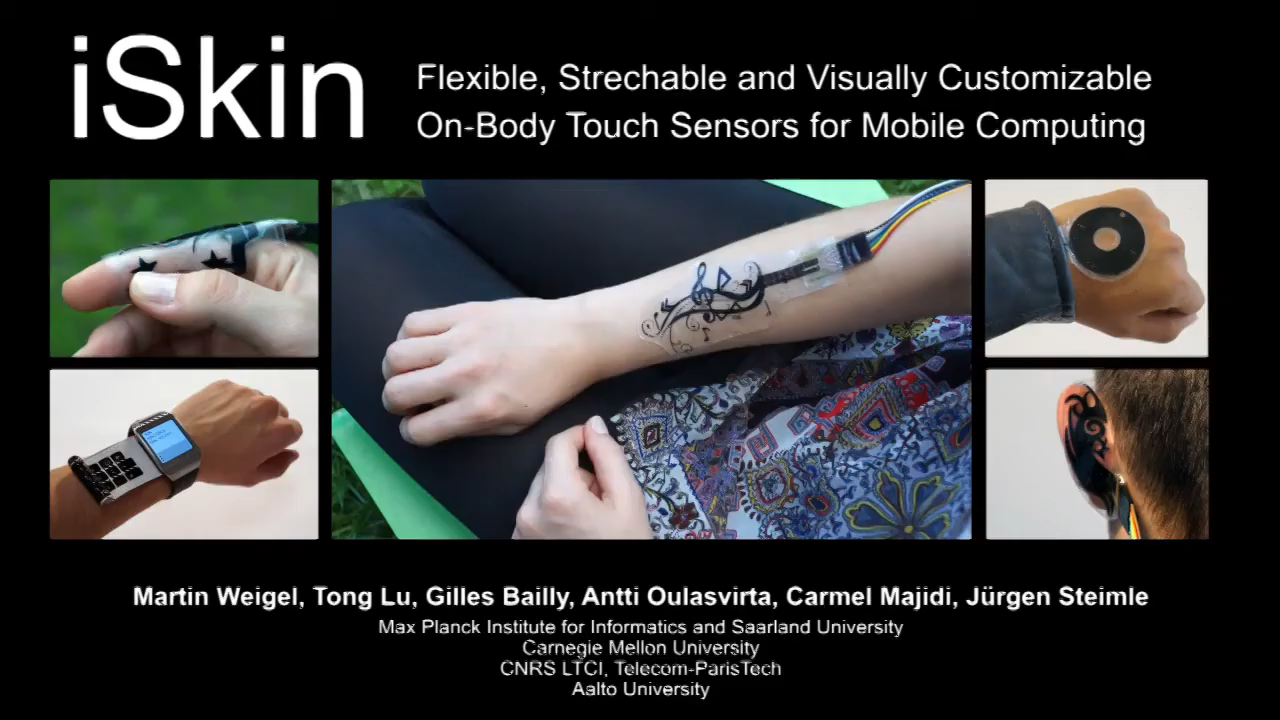 iSkin
Flexible, Strechable and Visually Customizable
On-Body Touch Sensors for Mobile Computing
Martin Weigel, Tong Lu, Gilles Bailly, Antti Oulasvirta, Carmel Majidi, Jürgen Steimle
Max Planck Institute for Informatics and Saarland University
Carnegie Mellon University
CNRS LTCI, Telecom-ParisTech
Aalto University